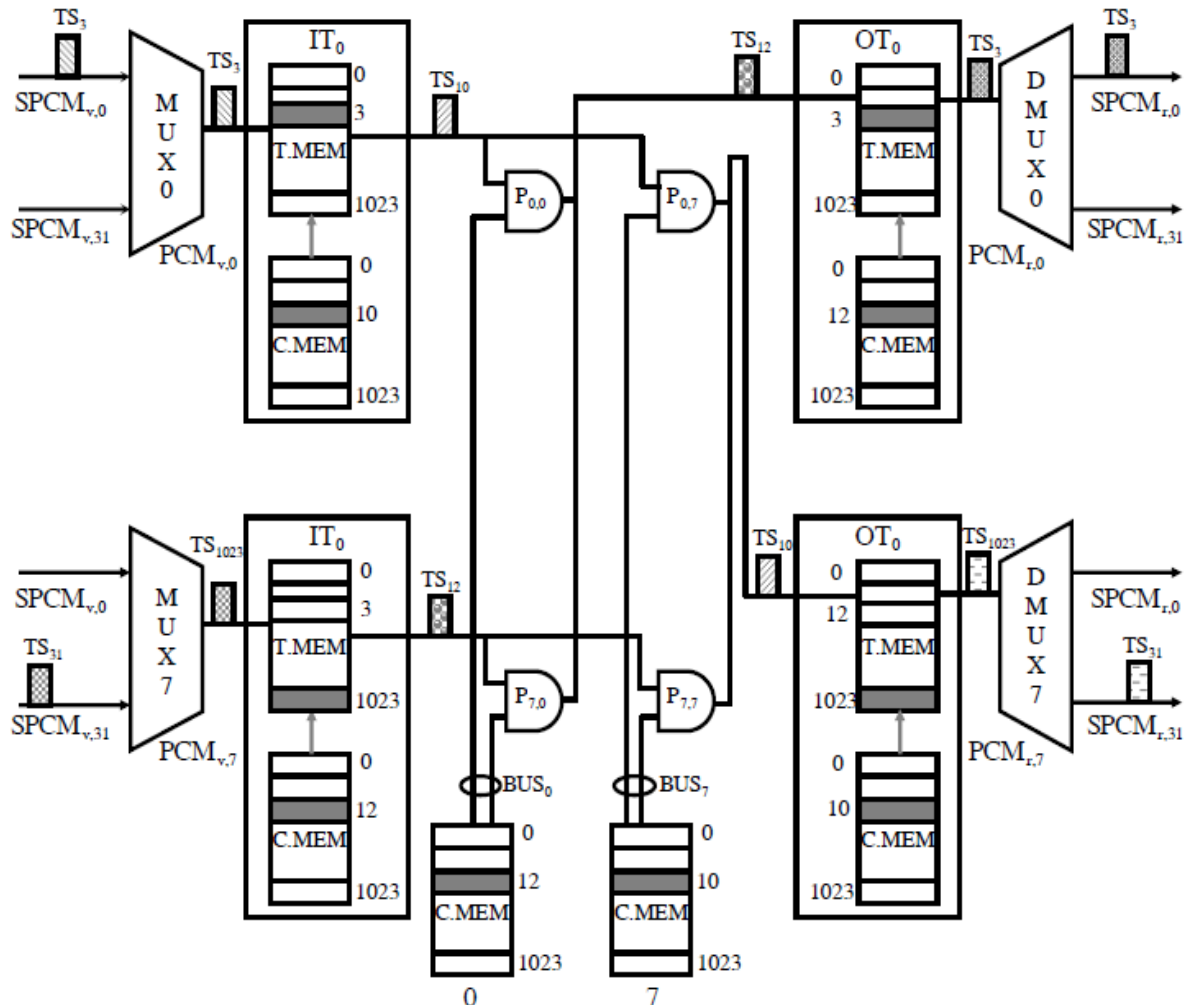 TS3
SPCMv,0
SPCMv,31
MUX0
TS3
PCMv,0
IT0
0
3
T.MEM
1023
0
10
C.MEM
1023
TS10
P0,0
P0,7
TS12
OT0
0
3
T.MEM
1023
0
12
C.MEM
1023
TS3
PCMr,0
DMUX0
TS3
SPCMr,0
SPCMr,31
SPCMv,0
TS31
SPCMv,31
MUX7
TS1023
PCMv,7
IT0
0
3
T.MEM
1023
0
12
C.MEM
1023
TS12
P7,0
P7,7
BUS0
BUS7
0
12
C.MEM
1023
0
0
10
C.MEM
1023
7
TS10
OT0
0
12
T.MEM
1023
0
10
C.MEM
1023
TS1023
PCMr,7
DMUX7
SPCMr,0
TS31
SPCMr,31